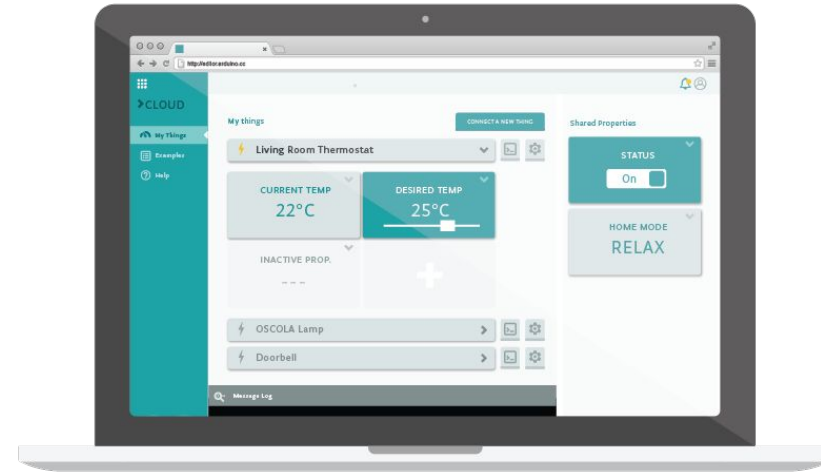 http://editor.arduino.cc
>CLOUD
My Things
Examples
Help
My things
CONNECT A NEW THING
Living Room Thermostat
CURRENT TEMP
22°C
DESIRED TEMP
25°C
INACTIVE PROP.
---
OSCOLA Lamp
Doorbell
Message Log
Shared Properties
STATUS
On
HOME MODE
RELAX